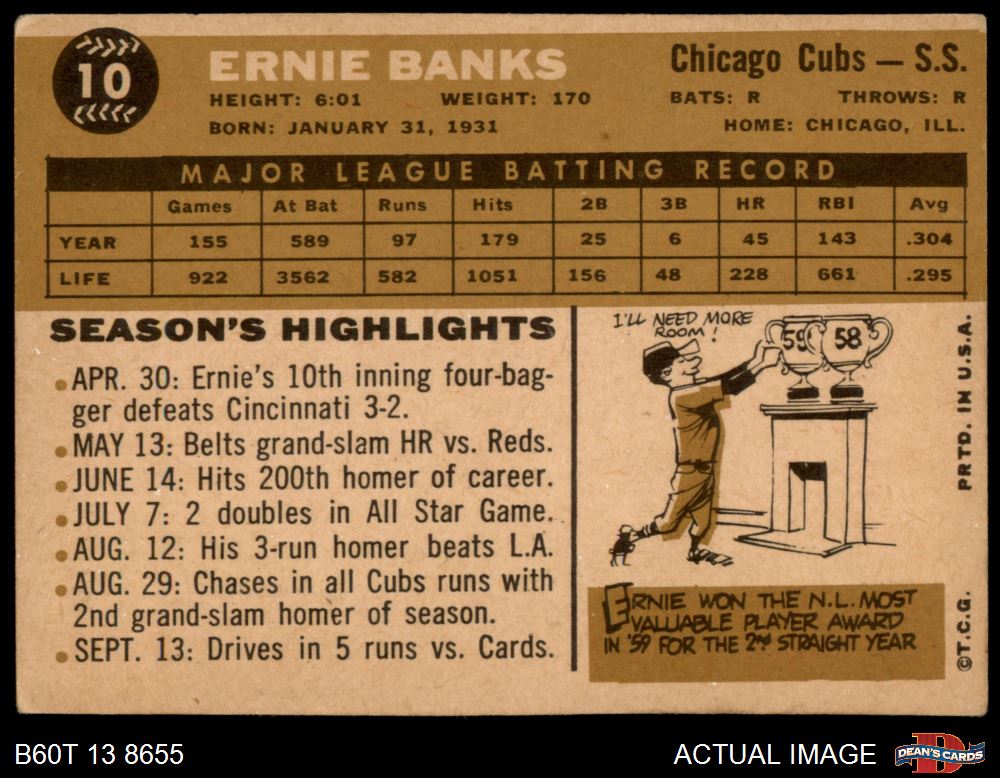 10
ERNIE BANKS
Chicago Cubs — S.S.
HEIGHT: 6:01 WEIGHT: 170 BATS: R THROWS: R
BORN: JANUARY 31, 1931 HOME: CHICAGO, ILL.
MAJOR LEAGUE BATTING RECORD
Games At Bat Runs Hits 2B 3B HR RBI Avg
YEAR 155 589 97 179 25 6 45 143 .304
LIFE 922 3562 582 1051 156 48 228 661 .295
SEASON'S HIGHLIGHTS
• APR. 30: Ernie's 10th inning four-bag-
ger defeats Cincinnati 3-2.
• MAY 13: Belts grand-slam HR vs. Reds.
• JUNE 14: Hits 200th homer of career.
• JULY 7: 2 doubles in All Star Game.
• AUG. 12: His 3-run homer beats L.A.
• AUG. 29: Chases in all Cubs runs with
2nd grand-slam homer of season.
• SEPT. 13: Drives in 5 runs vs. Cards.
I'LL NEED MORE
ROOM!
59 58
ERNIE WON THE N.L. MOST
VALUABLE PLAYER AWARD
IN '59 FOR THE 2ND STRAIGHT YEAR
PRTD. IN U.S.A.
©T.C.G.
B60T 13 8655
ACTUAL IMAGE
D
DEAN'S CARDS